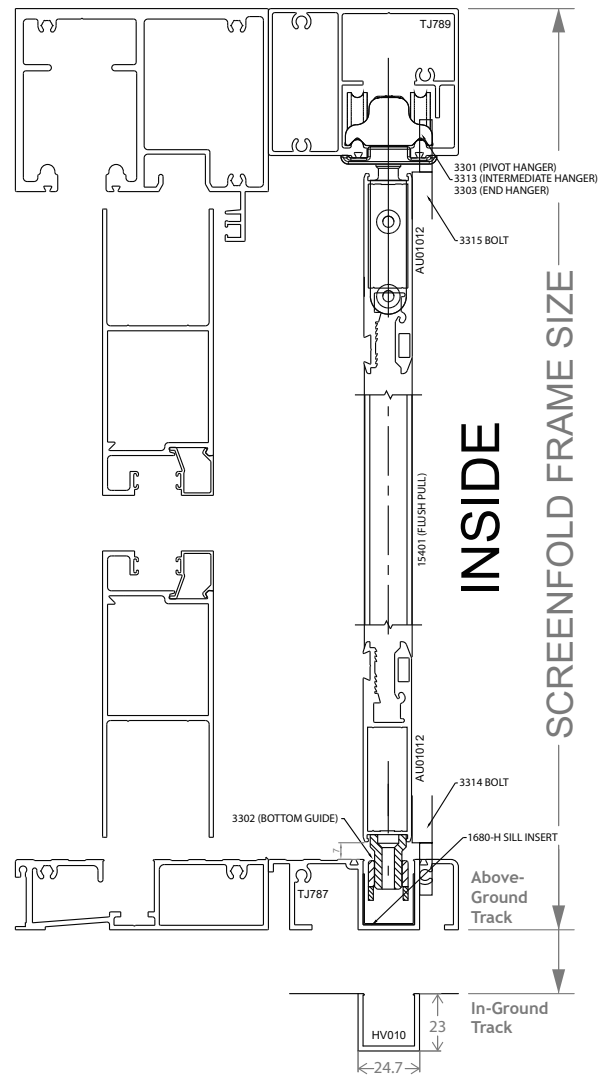 TJ789
3301 (PIVOT HANGER)
3313 (INTERMEDIATE HANGER)
3303 (END HANGER)
3315 BOLT
AU01012
INSIDE
SCREENFOLD FRAME SIZE
15401 (FLUSH PULL)
AU01012
3314 BOLT
3302 (BOTTOM GUIDE)
1680-H SILL INSERT
7
TJ787
Above-
Ground
Track
In-Ground
Track
23
HV010
24.7